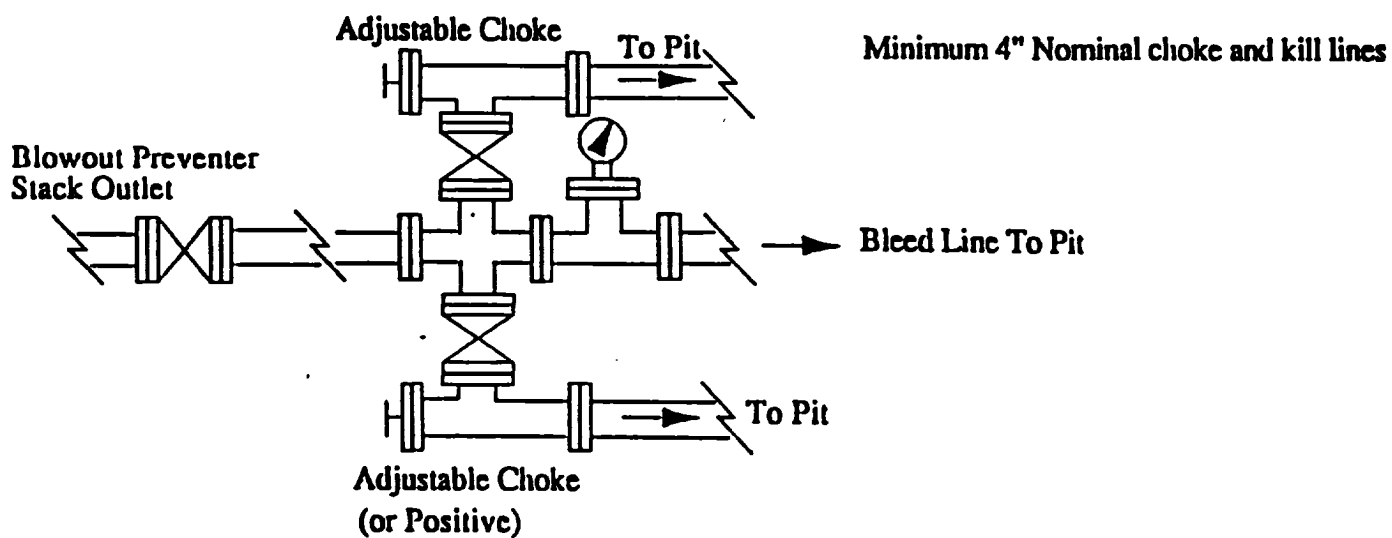 Adjustable Choke
To Pit
Minimum 4" Nominal choke and kill lines
Blowout Preventer
Stack Outlet
Bleed Line To Pit
To Pit
Adjustable Choke
(or Positive)